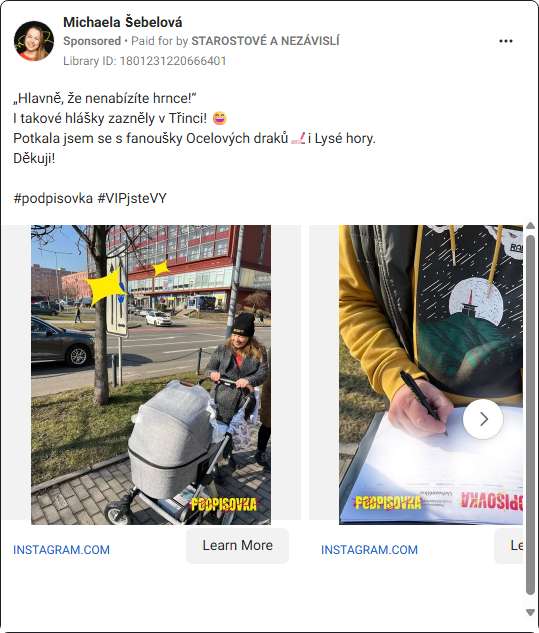 Michaela Šebelová
Sponsored • Paid for by STAROSTOVÉ A NEZÁVISLÍ
Library ID: 1801231220666401
„Hlavně, že nenabízíte hrnce!“
I takové hlášky zazněly v Třinci! 😄
Potkala jsem se s fanoušky Ocelových draků 🏒 i Lysé hory.
Děkuji!
#podpisovka #VIPjsteVY
PODPISOVKA
PODPISOVKA
DPISOVKA
INSTAGRAM.COM
Learn More
INSTAGRAM.COM
Le